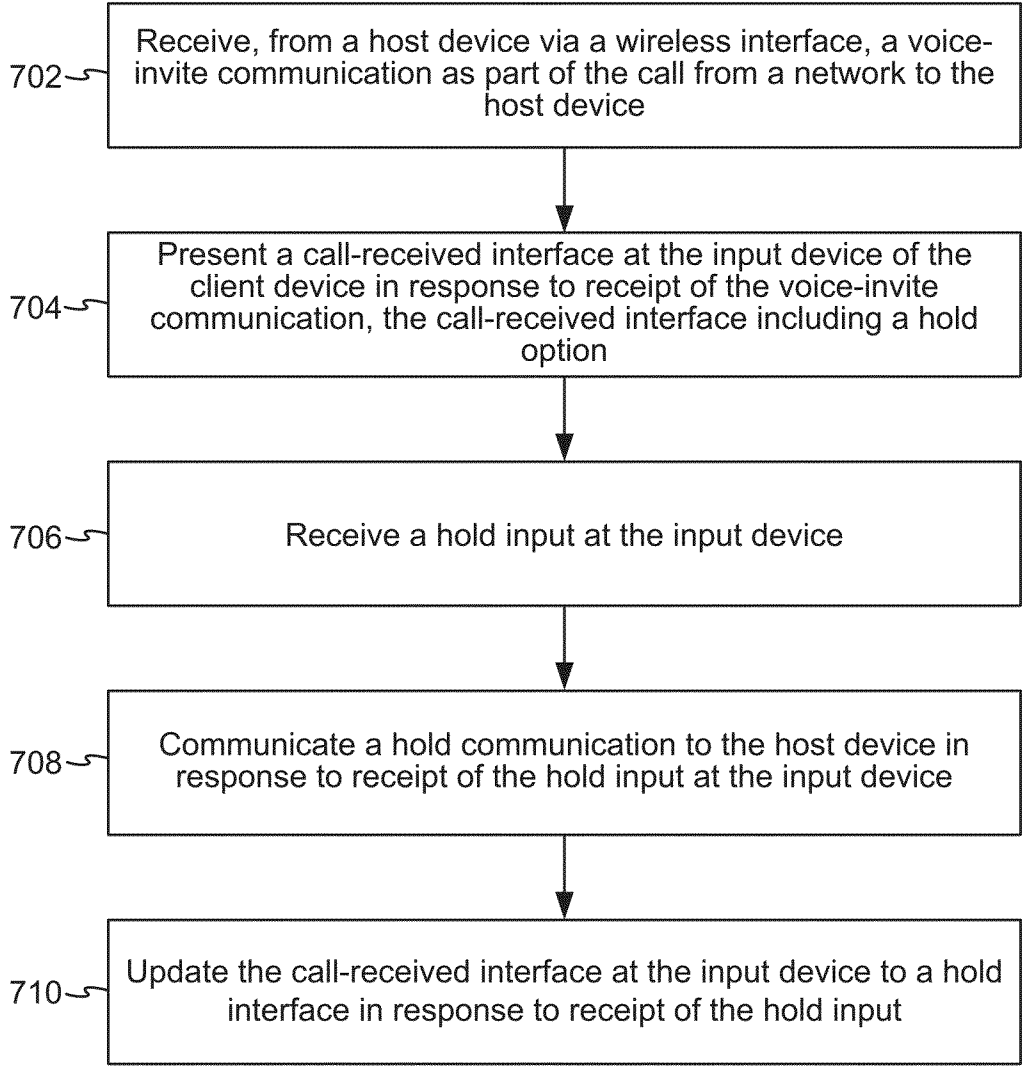 Receive, from a host device via a wireless interface, a voice-
702
invite communication as part of the call from a network to the
host device
Present a call-received interface at the input device of the
client device in response to receipt of the voice-invite
704
communication, the call-received interface including a hold
option
706
Receive a hold input at the input device
Communicate a hold communication to the host device in
708
response to receipt of the hold input at the input device
Update the call-received interface at the input device to a hold
710
interface in response to receipt of the hold input